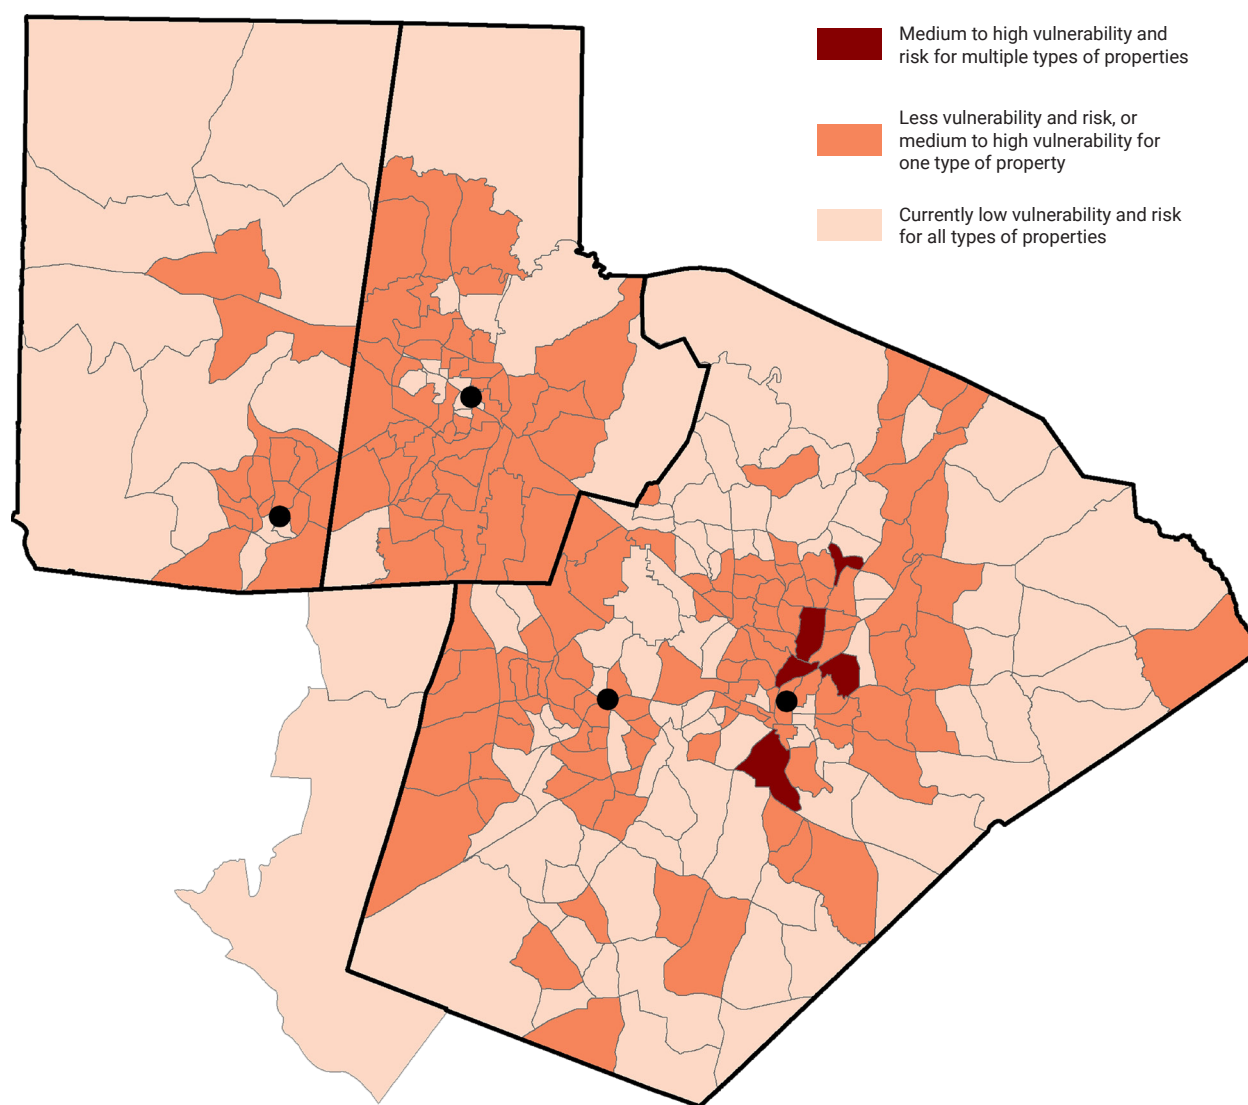 Medium to high vulnerability and
risk for multiple types of properties
Less vulnerability and risk, or
medium to high vulnerability for
one type of property
Currently low vulnerability and risk
for all types of properties